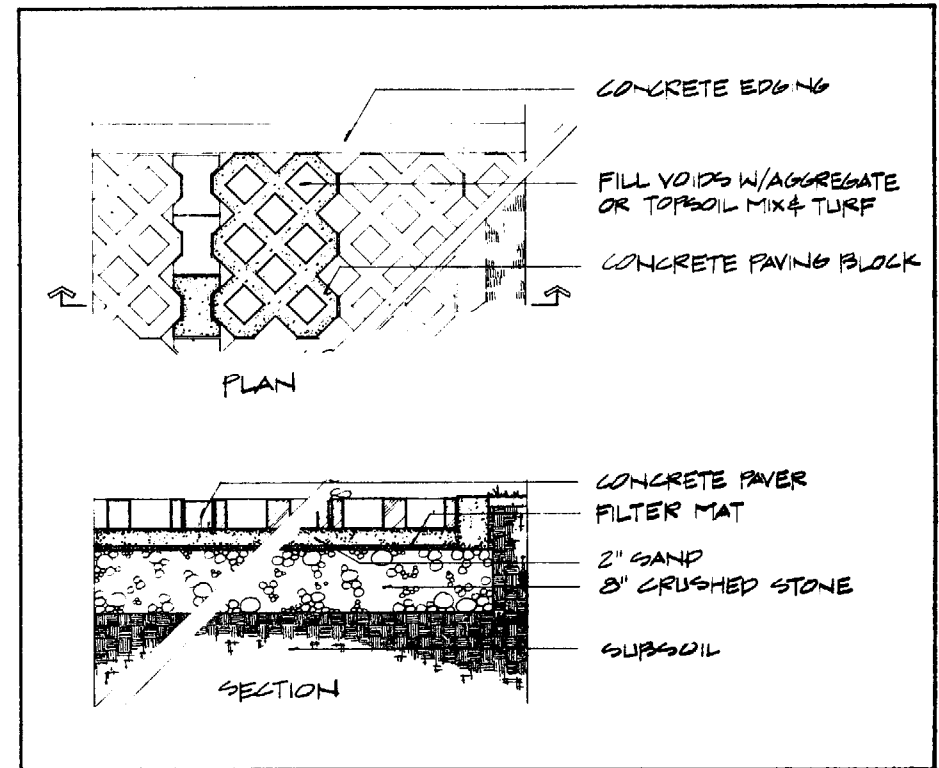 CONCRETE EDGING
FILL VOIDS W/AGGREGATE
OR TOPSOIL MIX & TURF
CONCRETE PAVING BLOCK
PLAN
CONCRETE PAVER
FILTER MAT
2" SAND
8" CRUSHED STONE
SUBSOIL
SECTION